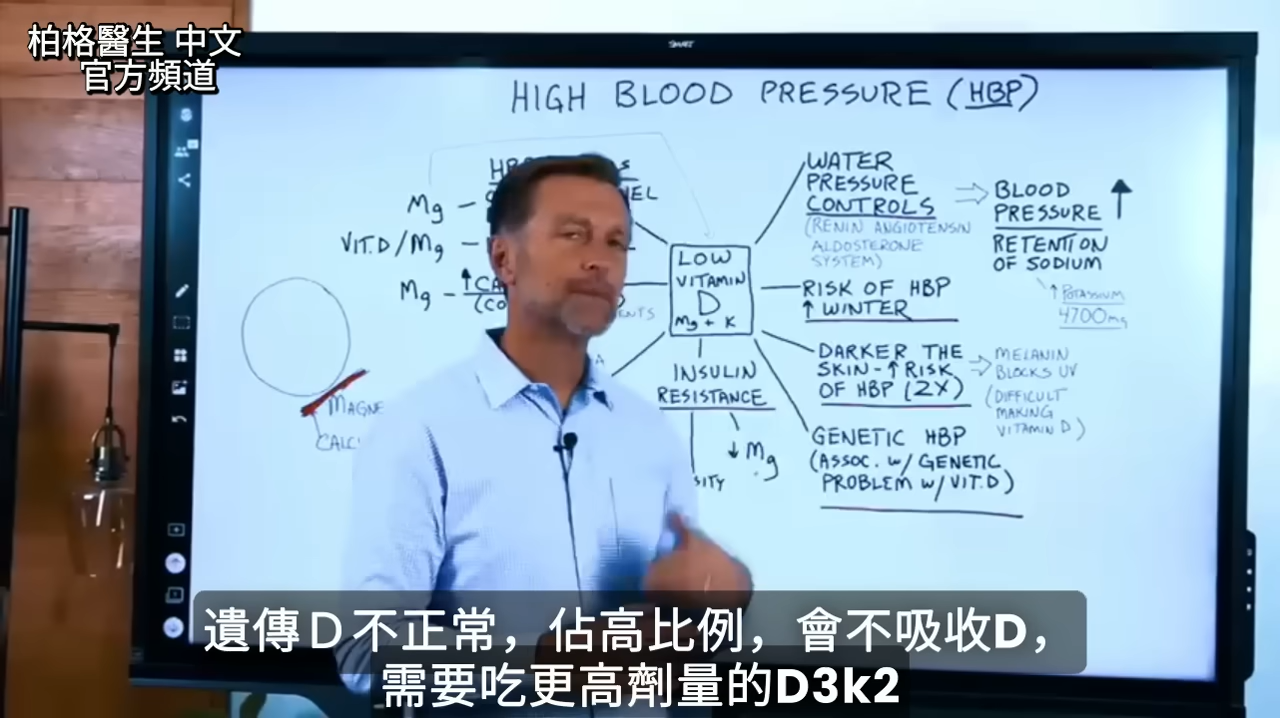 柏格醫生 中文
官方頻道
SMART
HIGH BLOOD PRESSURE (HBP)
Mg –
VIT.D/Mg –
Mg –
MAGNE
LOW
VITAMIN
D
Mg + K
INSULIN
RESISTANCE
↓ Mg
WATER
PRESSURE
CONTROLS
(RENIN ANGIOTENSIN
ALDOSTERONE
SYSTEM)
BLOOD
PRESSURE ↑
RETENTION
OF SODIUM
↑ POTASSIUM
4700mg
RISK OF HBP
↑ WINTER
DARKER THE
SKIN - ↑ RISK
OF HBP (2X)
MELANIN
BLOCKS UV
(DIFFICULT
MAKING
VITAMIN D)
GENETIC HBP
(ASSOC. W/ GENETIC
PROBLEM W/ VIT.D)
遺傳D不正常，佔高比例，會不吸收D，
需要吃更高劑量的D3k2